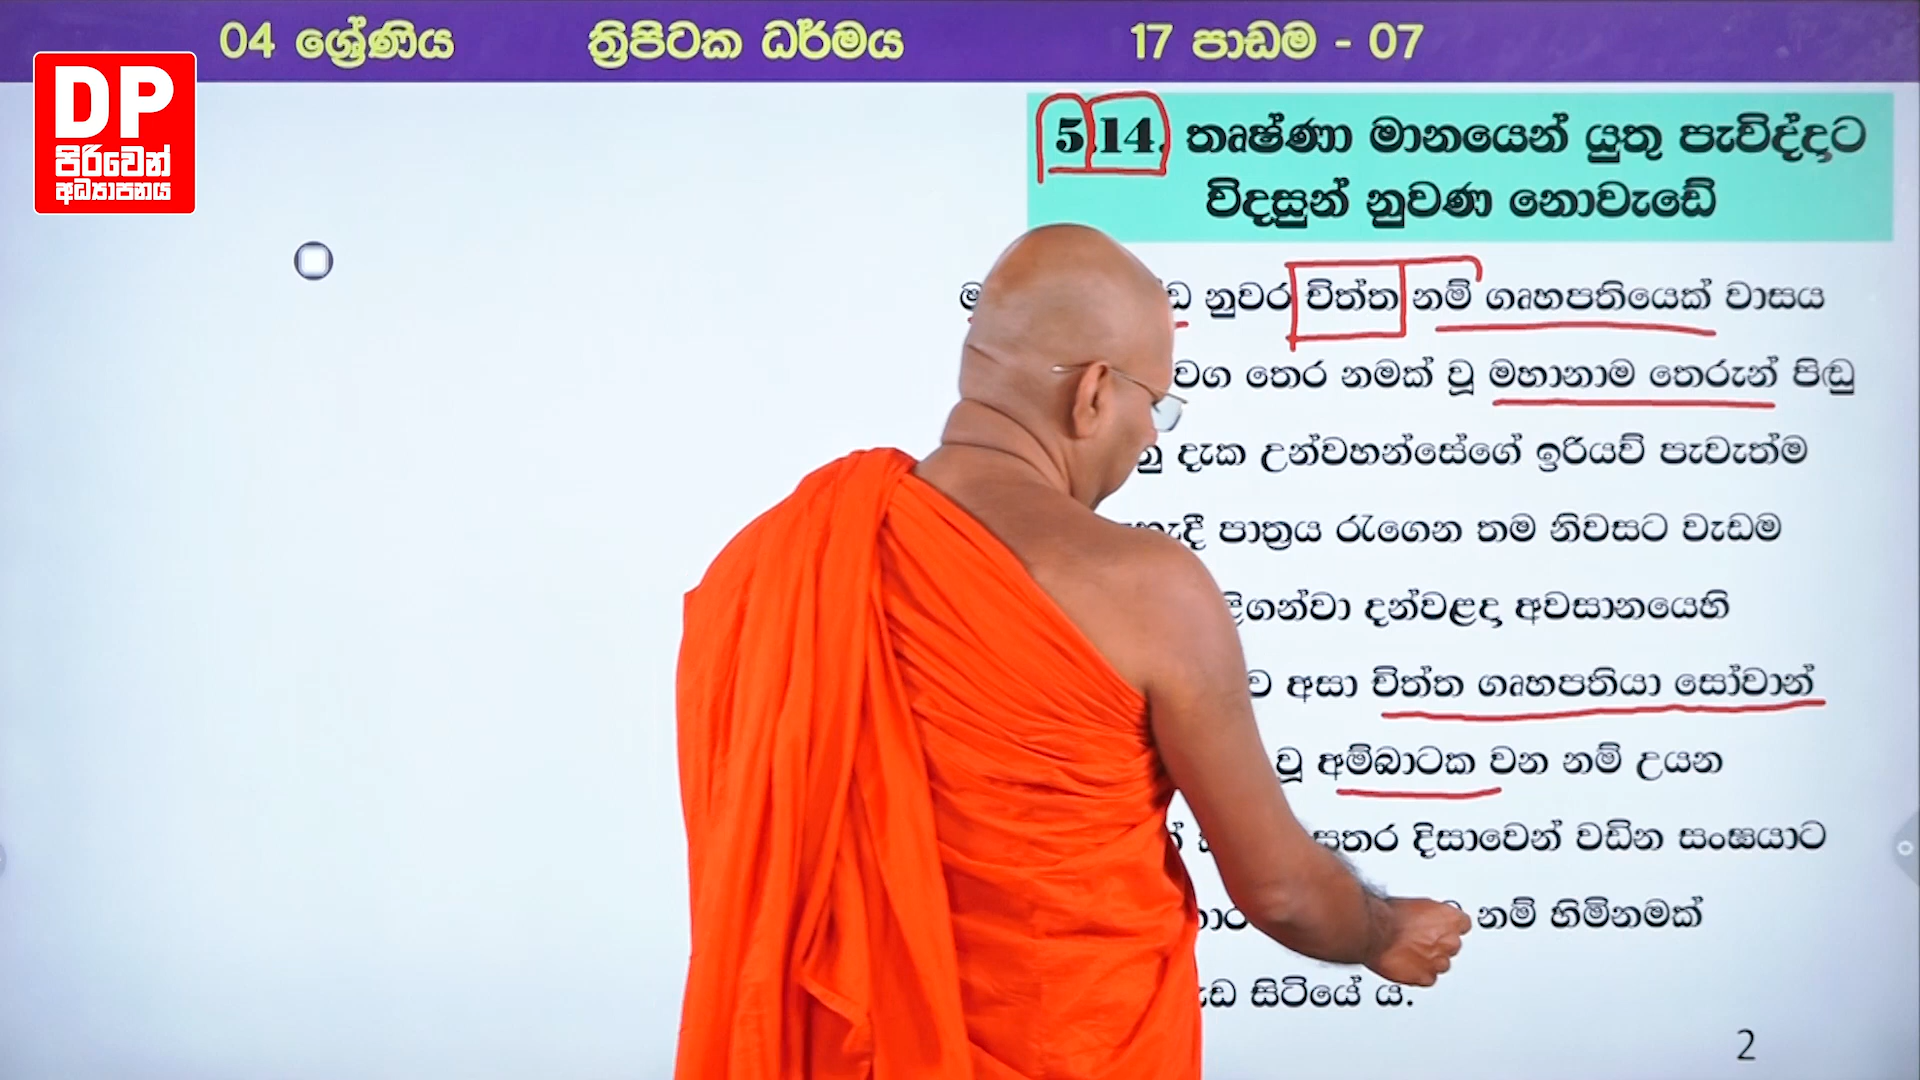 04 ශ්‍රේණිය ත්‍රිපිටක ධර්මය 17 පාඩම - 07
DP
පිරිවෙන්
අධ්‍යාපනය
5.14. තෘෂ්ණා මානයෙන් යුතු පැවිද්දාට
විදසුන් නුවණ නොවැඩේ
නුවර චිත්ත නම් ගෘහපතියෙක් වාසය
වග තෙර නමක් වූ මහානාම තෙරුන් පිඬු
දැක උන්වහන්සේගේ ඉරියව් පැවැත්ම
පාත්‍රය රැගෙන තම නිවසට වැඩම
දන්වළදා අවසානයෙහි
අසා චිත්ත ගෘහපතියා සෝවාන්
වූ අම්බාටක වන නම් උයන
සතර දිසාවෙන් වඩින සංඝයාට
නම් හිමිනමක්
සිටියේ ය.
2